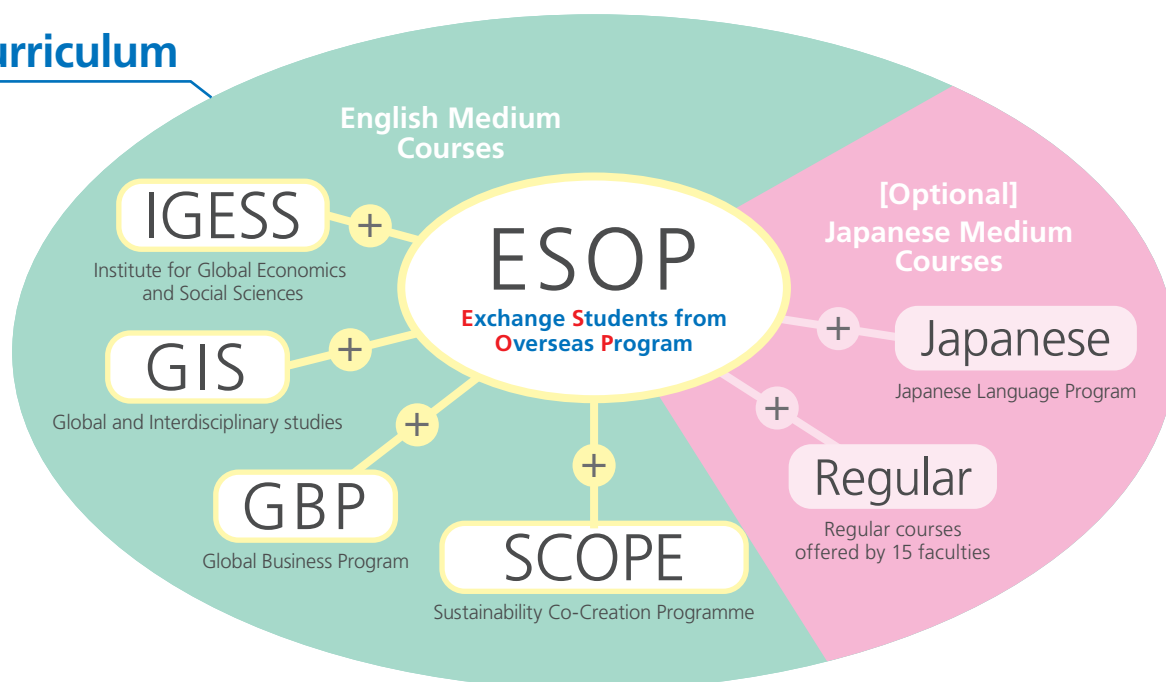 urriculum
English Medium
Courses
IGESS
Institute for Global Economics
and Social Sciences
GIS
Global and Interdisciplinary studies
GBP
Global Business Program
SCOPE
Sustainability Co-Creation Programme
ESOP
Exchange Students from
Overseas Program
[Optional]
Japanese Medium
Courses
Japanese
Japanese Language Program
Regular
Regular courses
offered by 15 faculties
+
+
+
+
+
+